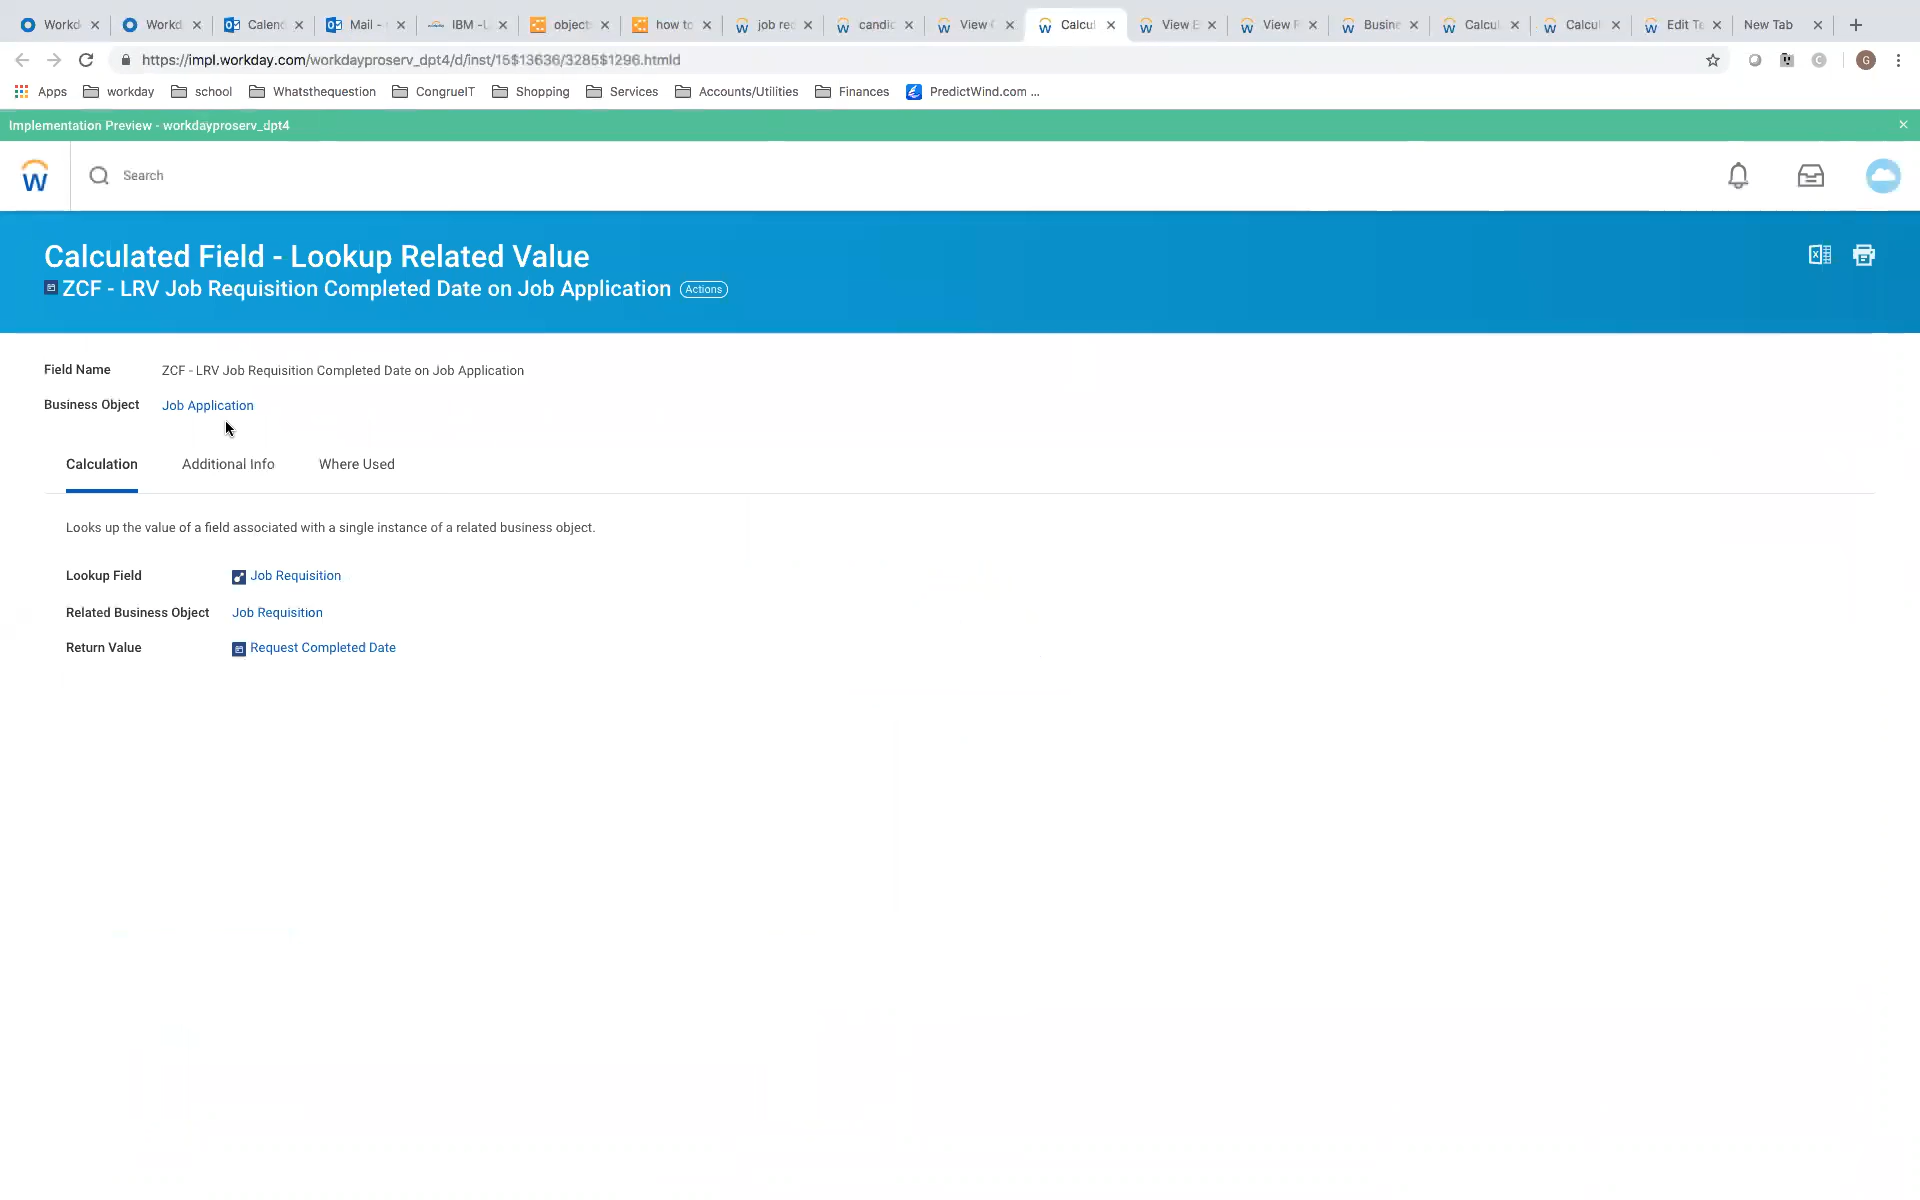 Workd Workd Calend Mail - IBM -U object how to job rec candic View Calcul View E View F Busine Calcul Calcul Edit Te New Tab
https://impl.workday.com/workdayproserv_dpt4/d/inst/15$13636/3285$1296.htmld G
Apps workday school Whatsthequestion CongrueIT Shopping Services Accounts/Utilities Finances PredictWind.com ...
Implementation Preview - workdayproserv_dpt4
Search
Calculated Field - Lookup Related Value
ZCF - LRV Job Requisition Completed Date on Job Application Actions
Field Name ZCF - LRV Job Requisition Completed Date on Job Application
Business Object Job Application
Calculation Additional Info Where Used
Looks up the value of a field associated with a single instance of a related business object.
Lookup Field Job Requisition
Related Business Object Job Requisition
Return Value Request Completed Date